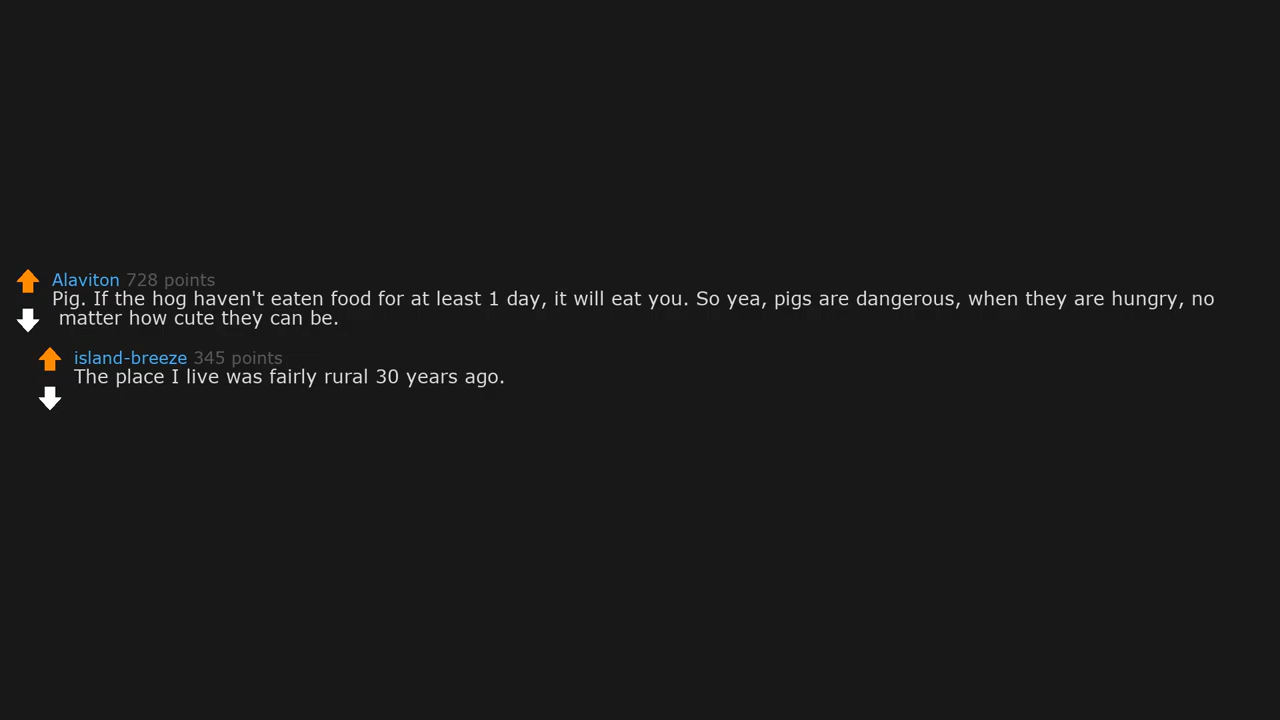 Alaviton 728 points
Pig. If the hog haven't eaten food for at least 1 day, it will eat you. So yea, pigs are dangerous, when they are hungry, no
matter how cute they can be.
island-breeze 345 points
The place I live was fairly rural 30 years ago.